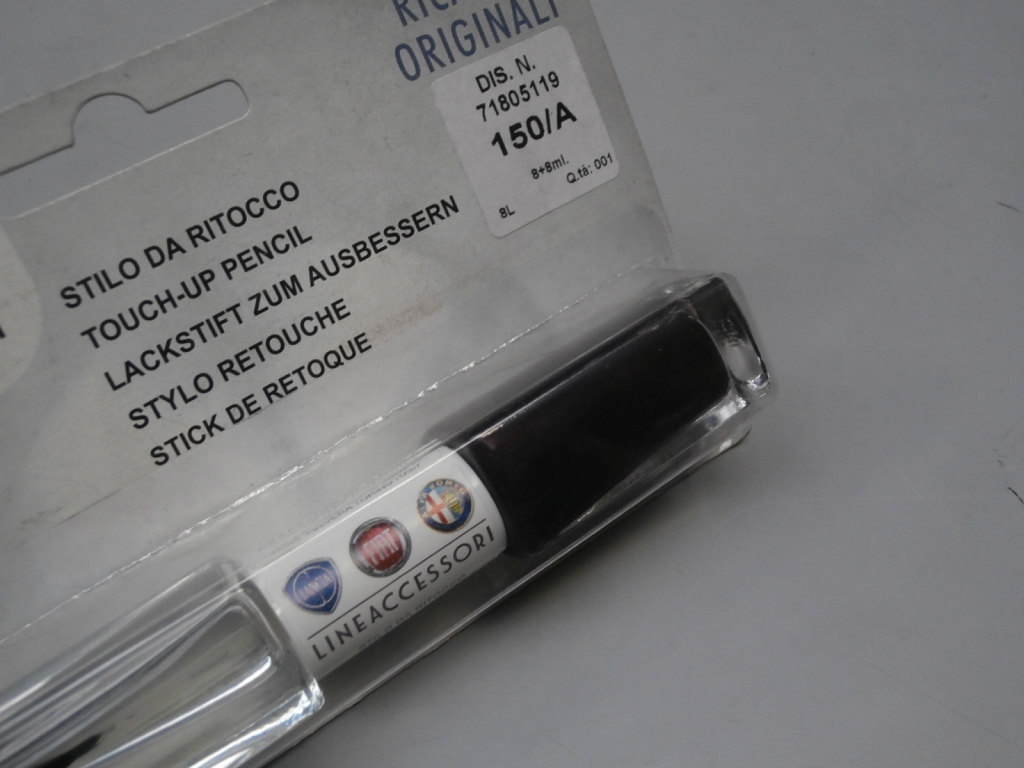 ORIGINALI
DIS. N.
71805119
150/A
8+8ml.
Q.tà: 001
8L
STILO DA RITOCCO
TOUCH-UP PENCIL
LACKSTIFT ZUM AUSBESSERN
STYLO RETOUCHE
STICK DE RETOQUE
FIAT
LINEACCESSORI